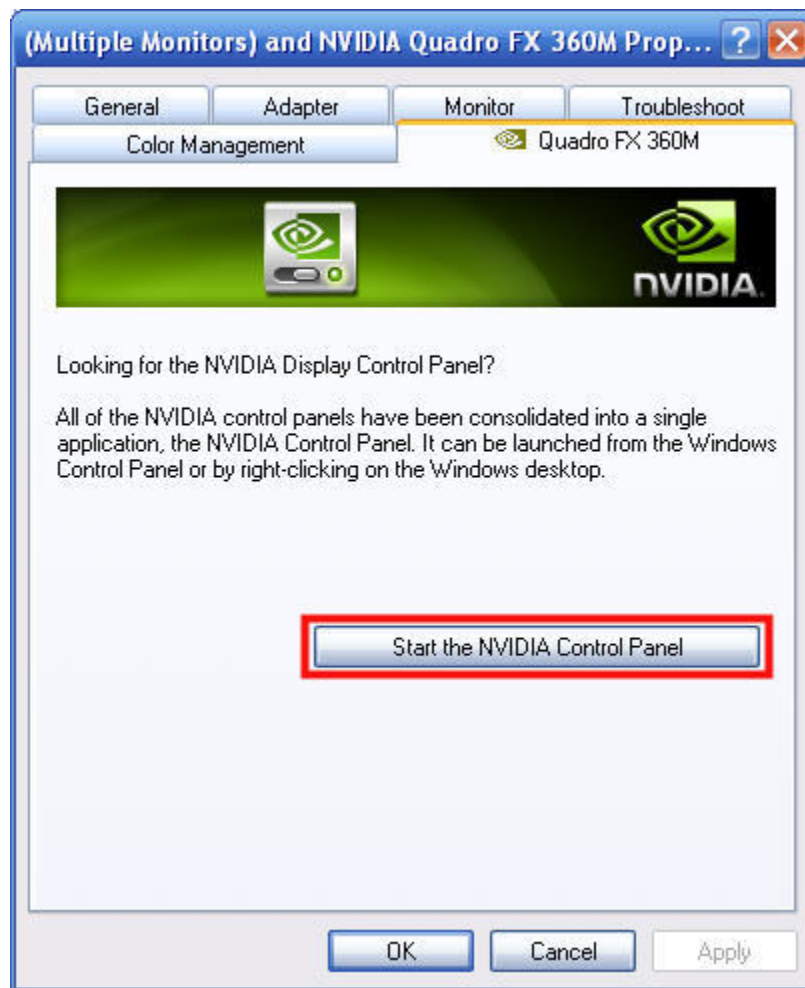 (Multiple Monitors) and NVIDIA Quadro FX 360M Prop...
General
Adapter
Monitor
Troubleshoot
Color Management
Quadro FX 360M
NVIDIA.
Looking for the NVIDIA Display Control Panel?
All of the NVIDIA control panels have been consolidated into a single
application, the NVIDIA Control Panel. It can be launched from the Windows
Control Panel or by right-clicking on the Windows desktop.
Start the NVIDIA Control Panel
OK
Cancel
Apply